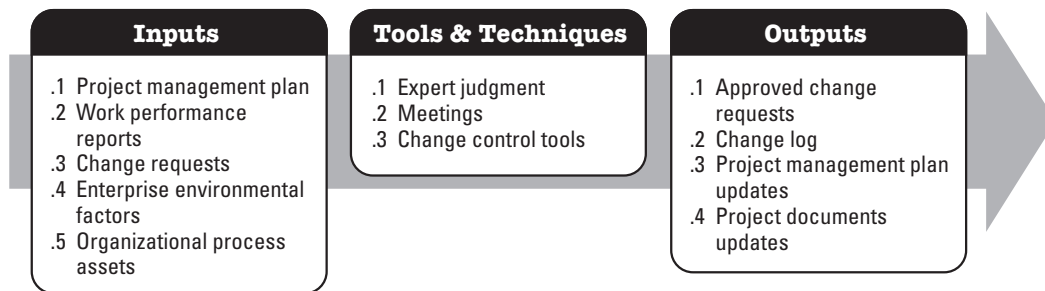 Inputs
.1 Project management plan
.2 Work performance
reports
.3 Change requests
.4 Enterprise environmental
factors
.5 Organizational process
assets
Tools & Techniques
.1 Expert judgment
.2 Meetings
.3 Change control tools
Outputs
.1 Approved change
requests
.2 Change log
.3 Project management plan
updates
.4 Project documents
updates